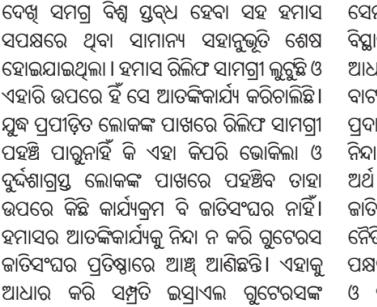 ଦେଖି ସମଗ୍ର ବିଶ୍ୱ ସ୍ତବ୍ଧ ହେବା ସହ ହମାସ
ସପକ୍ଷରେ ଥିବା ସାମାନ୍ୟ ସହାନୁଭୂତି ଶେଷ
ହୋଇଯାଇଥିଲା । ହମାସ ରିଲିଫ ସାମଗ୍ରୀ ଲୁଟୁଛି ଓ
ଏହାରି ଉପରେ ହିଁ ସେ ଆତଙ୍କିକାର୍ଯ୍ୟ କରିଚାଲିଛି ।
ଯୁଦ୍ଧ ପ୍ରପୀଡ଼ିତ ଲୋକଙ୍କ ପାଖରେ ରିଲିଫ ସାମଗ୍ରୀ
ପହଞ୍ଚି ପାରୁନାହିଁ କି ଏହା କିପରି ଭୋକିଲା ଓ
ଦୁର୍ଦ୍ଦଶାଗ୍ରସ୍ତ ଲୋକଙ୍କ ପାଖରେ ପହଞ୍ଚିବ ତାହା
ଉପରେ କିଛି କାର୍ଯ୍ୟକ୍ରମ ବି ଜାତିସଂଘର ନାହିଁ ।
ହମାସର ଆତଙ୍କିକାର୍ଯ୍ୟକୁ ନିନ୍ଦା ନ କରି ଗୁଟେରସ
ଜାତିସଂଘର ପ୍ରତିଷ୍ଠାରେ ଆଞ୍ଚ୍ ଆଣିଛନ୍ତି । ଏହାକୁ
ଆଧାର କରି ସମ୍ପ୍ରତି ଇସ୍ରାଏଲ ଗୁଟେରସଙ୍କ